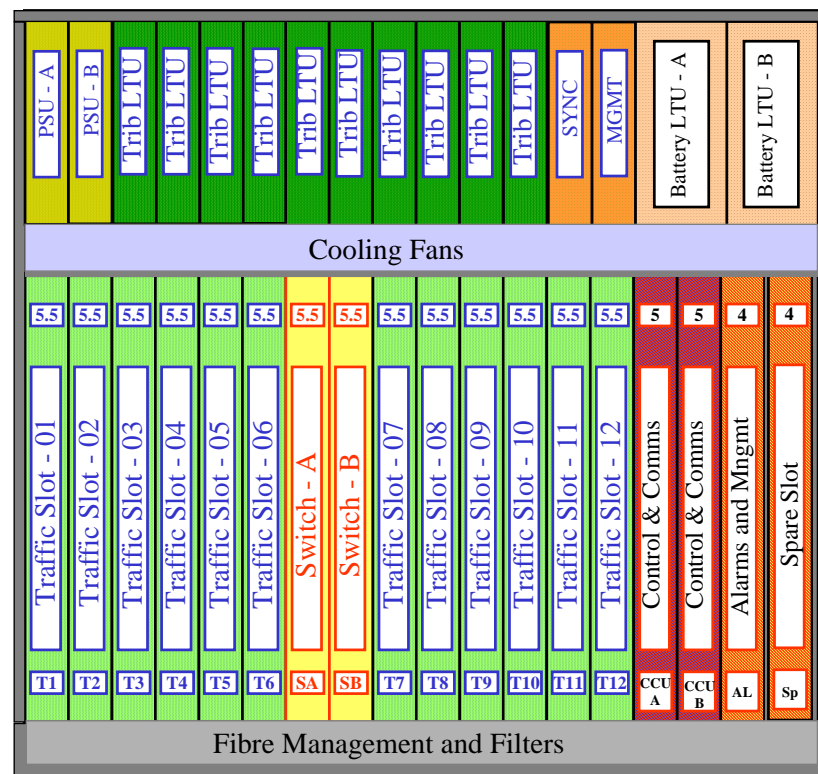 PSU - A
PSU - B
Trib LTU
Trib LTU
Trib LTU
Trib LTU
Trib LTU
Trib LTU
Trib LTU
Trib LTU
Trib LTU
Trib LTU
SYNC
MGMT
Battery LTU - A
Battery LTU - B
Cooling Fans
5.5
5.5
5.5
5.5
5.5
5.5
5.5
5.5
5.5
5.5
5.5
5.5
5.5
5.5
5
5
4
4
Traffic Slot - 01
Traffic Slot - 02
Traffic Slot - 03
Traffic Slot - 04
Traffic Slot - 05
Traffic Slot - 06
Switch - A
Switch - B
Traffic Slot - 07
Traffic Slot - 08
Traffic Slot - 09
Traffic Slot - 10
Traffic Slot - 11
Traffic Slot - 12
Control & Comms
Control & Comms
Alarms and Mngmt
Spare Slot
T1
T2
T3
T4
T5
T6
SA
SB
T7
T8
T9
T10
T11
T12
CCU
A
CCU
B
AL
Sp
Fibre Management and Filters